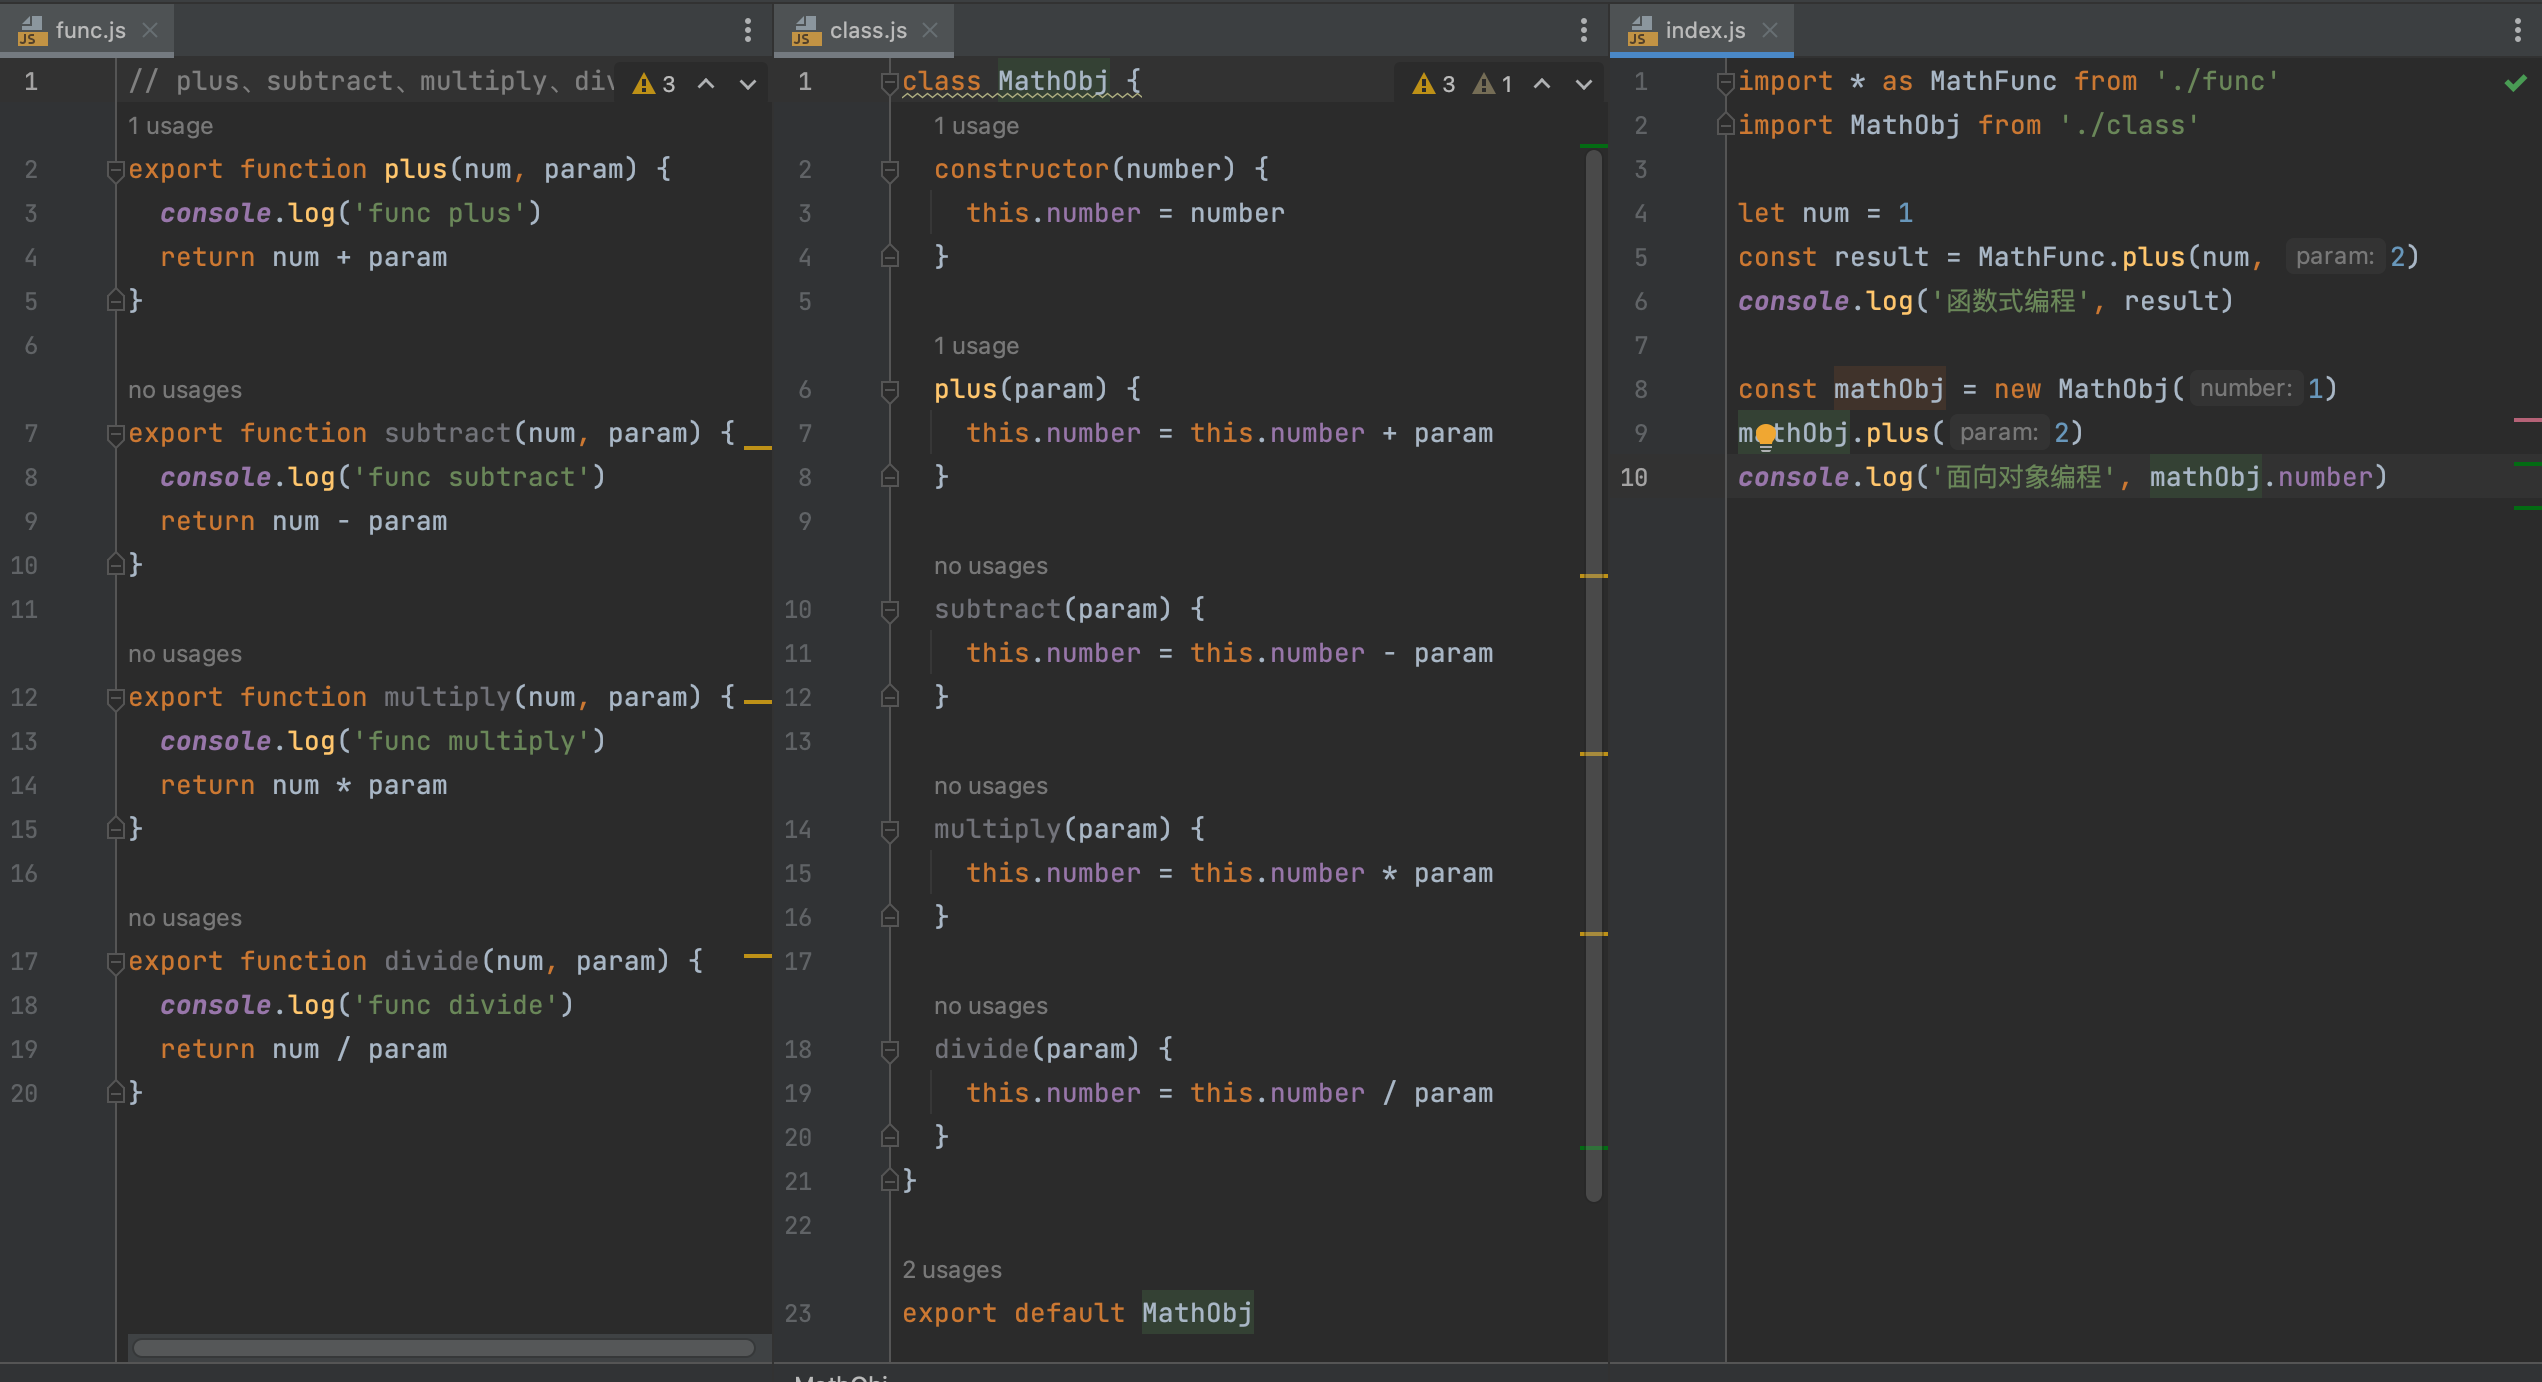 func.js
1 // plus、subtract、multiply、 3
1 usage
2 export function plus(num, param) {
3 console.log('func plus')
4 return num + param
5 }
6
no usages
7 export function subtract(num, param) {
8 console.log('func subtract')
9 return num - param
10 }
11
no usages
12 export function multiply(num, param) {
13 console.log('func multiply')
14 return num * param
15 }
16
no usages
17 export function divide(num, param) {
18 console.log('func divide')
19 return num / param
20 }
class.js
1 class MathObj { 3 1
1 usage
2 constructor(number) {
3 this.number = number
4 }
5
1 usage
6 plus(param) {
7 this.number = this.number + param
8 }
9
no usages
10 subtract(param) {
11 this.number = this.number - param
12 }
13
no usages
14 multiply(param) {
15 this.number = this.number * param
16 }
17
no usages
18 divide(param) {
19 this.number = this.number / param
20 }
21 }
22
2 usages
23 export default MathObj
MathObj
index.js
1 import * as MathFunc from './func'
2 import MathObj from './class'
3
4 let num = 1
5 const result = MathFunc.plus(num, param: 2)
6 console.log('函数式编程', result)
7
8 const mathObj = new MathObj( number: 1)
9 mathObj.plus( param: 2)
10 console.log('面向对象编程', mathObj.number)